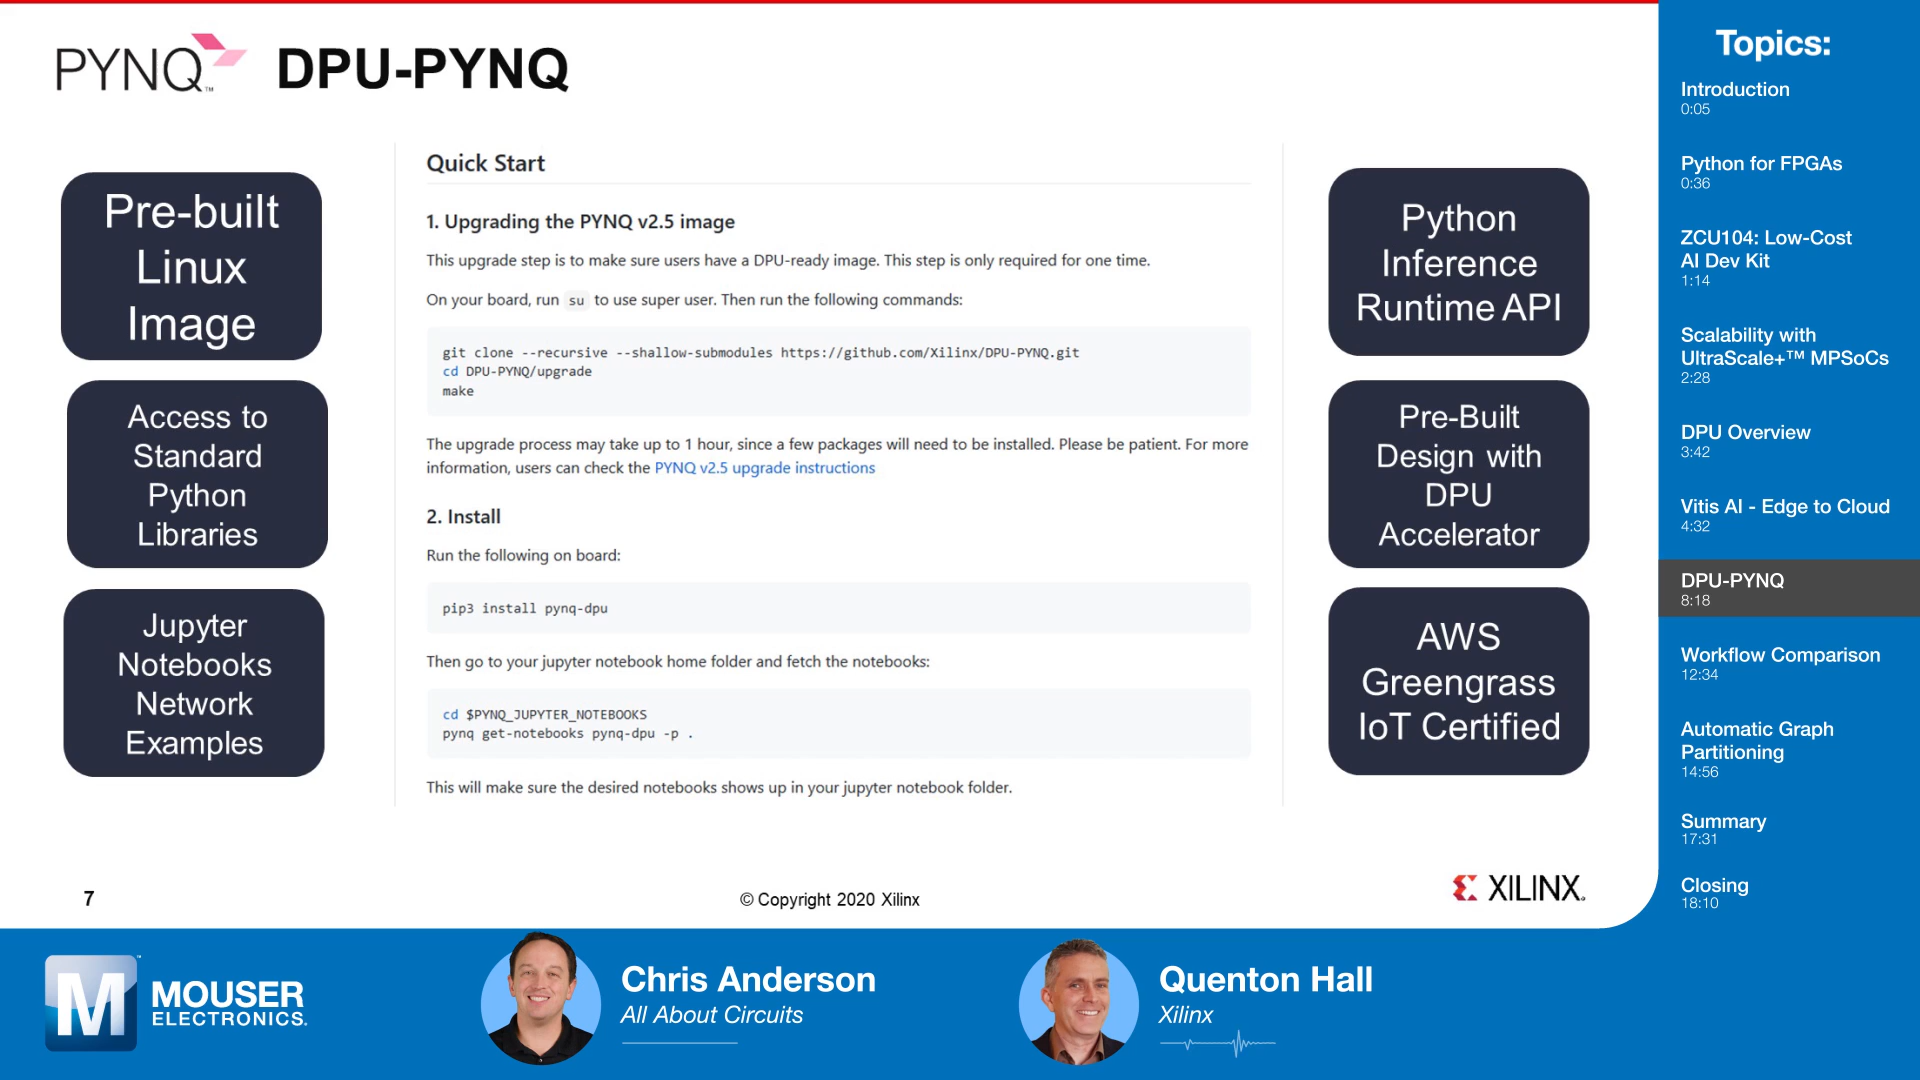 PYNQ™ DPU-PYNQ
Pre-built
Linux
Image
Access to
Standard
Python
Libraries
Jupyter
Notebooks
Network
Examples
Quick Start
1. Upgrading the PYNQ v2.5 image
This upgrade step is to make sure users have a DPU-ready image. This step is only required for one time.
On your board, run su to use super user. Then run the following commands:
git clone --recursive --shallow-submodules https://github.com/Xilinx/DPU-PYNQ.git
cd DPU-PYNQ/upgrade
make
The upgrade process may take up to 1 hour, since a few packages will need to be installed. Please be patient. For more
information, users can check the PYNQ v2.5 upgrade instructions
2. Install
Run the following on board:
pip3 install pynq-dpu
Then go to your jupyter notebook home folder and fetch the notebooks:
cd $PYNQ_JUPYTER_NOTEBOOKS
pynq get-notebooks pynq-dpu -p .
This will make sure the desired notebooks shows up in your jupyter notebook folder.
Python
Inference
Runtime API
Pre-Built
Design with
DPU
Accelerator
AWS
Greengrass
IoT Certified
7
© Copyright 2020 Xilinx
XILINX.
Topics:
Introduction
0:05
Python for FPGAs
0:36
ZCU104: Low-Cost
AI Dev Kit
1:14
Scalability with
UltraScale+™ MPSoCs
2:28
DPU Overview
3:42
Vitis AI - Edge to Cloud
4:32
DPU-PYNQ
8:18
Workflow Comparison
12:34
Automatic Graph
Partitioning
14:56
Summary
17:31
Closing
18:10
M™
MOUSER
ELECTRONICS.
Chris Anderson
All About Circuits
Quenton Hall
Xilinx